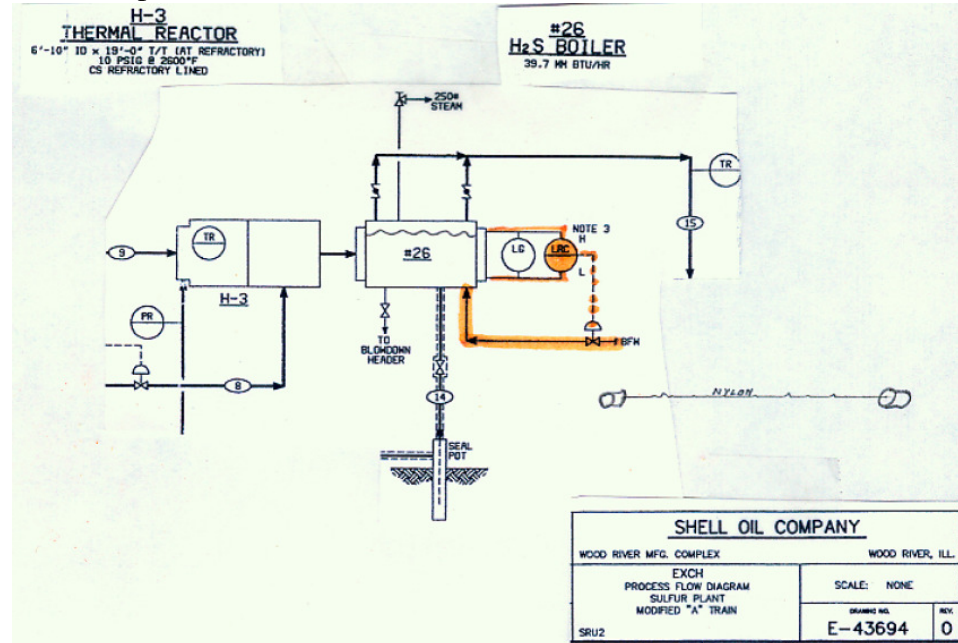 H-3
THERMAL REACTOR
6'-10" ID x 19'-0" T/T (AT REFRACTORY)
10 PSIG @ 2600°F
CS REFRACTORY LINED
#26
H₂S BOILER
39.7 MM BTU/HR
250#
STEAM
TR
15
9
TR
#26
LG
LRC
NOTE 3
H
L
H-3
PR
TO
BLOWDOWN
HEADER
BFW
8
14
NYLON
SEAL
POT
SHELL OIL COMPANY
WOOD RIVER MFG. COMPLEX
WOOD RIVER, ILL.
EXCH
PROCESS FLOW DIAGRAM
SULFUR PLANT
MODIFIED "A" TRAIN
SRU2
SCALE: NONE
DRAWING NO.
E-43694
REV.
0